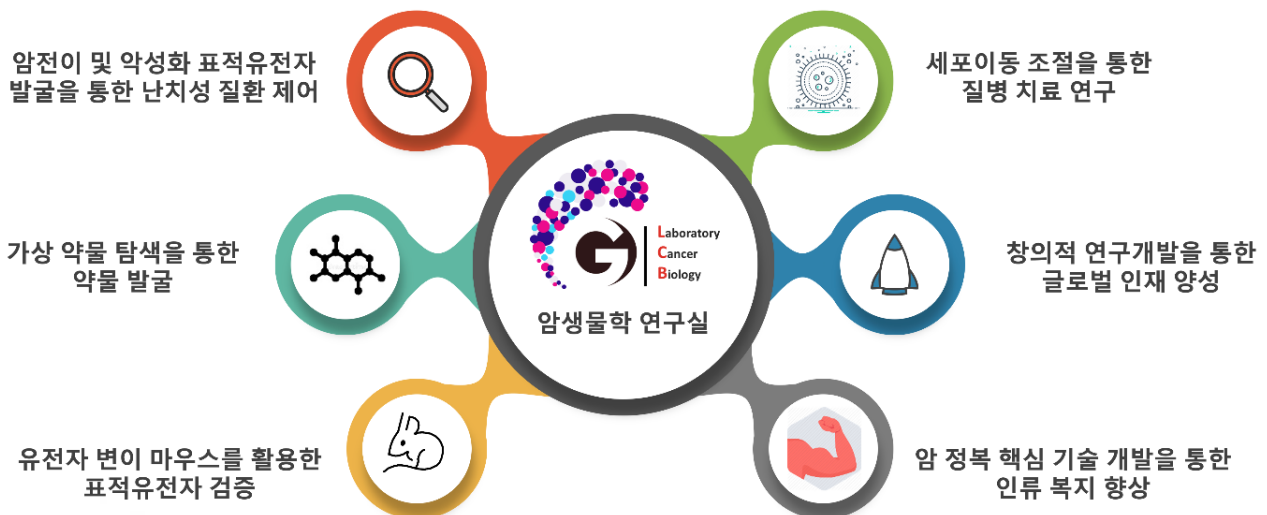 암전이 및 악성화 표적유전자
발굴을 통한 난치성 질환 제어
세포이동 조절을 통한
질병 치료 연구
가상 약물 탐색을 통한
약물 발굴
Laboratory
Cancer
Biology
암생물학 연구실
창의적 연구개발을 통한
글로벌 인재 양성
유전자 변이 마우스를 활용한
표적유전자 검증
암 정복 핵심 기술 개발을 통한
인류 복지 향상